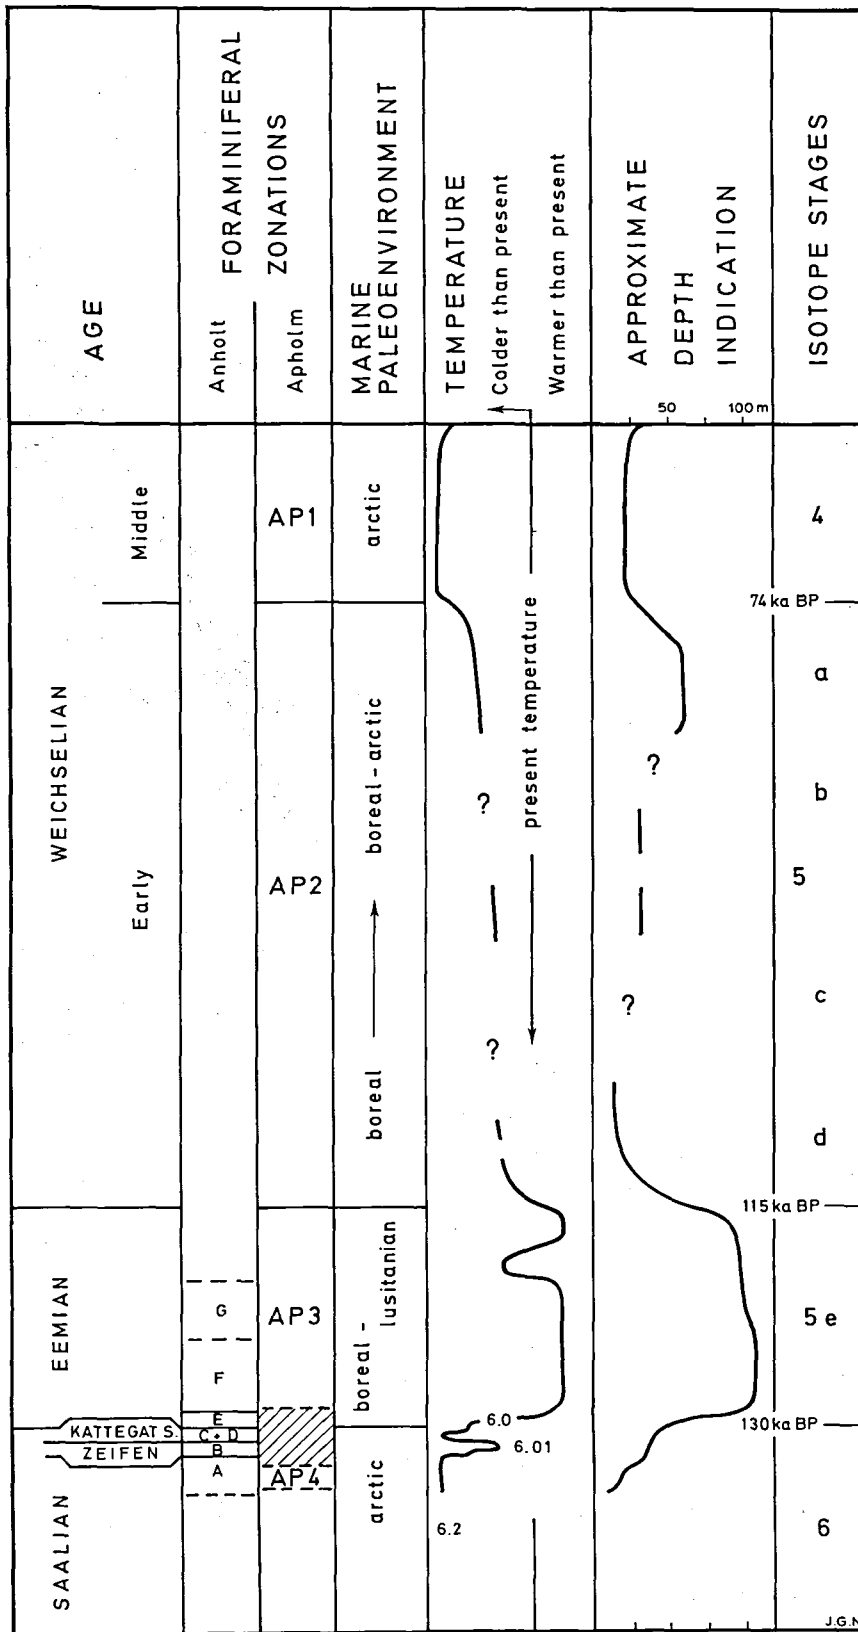 AGE
FORAMINIFERAL
ZONATIONS
Anholt
Apholm
MARINE
PALEOENVIRONMENT
TEMPERATURE
Colder than present
Warmer than present
APPROXIMATE
DEPTH
INDICATION
50
100 m
ISOTOPE STAGES
WEICHSELIAN
Middle
AP1
arctic
4
74 ka BP
Early
AP2
boreal-arctic
boreal
present temperature
?
?
?
?
a
b
5
c
d
115 ka BP
EEMIAN
G
F
E
AP3
boreal-
lusitanian
5 e
6.0
130 ka BP
KATTEGAT S.
C+D
6.01
ZEIFEN
B
SAALIAN
A
AP4
arctic
6.2
6
J.G.N